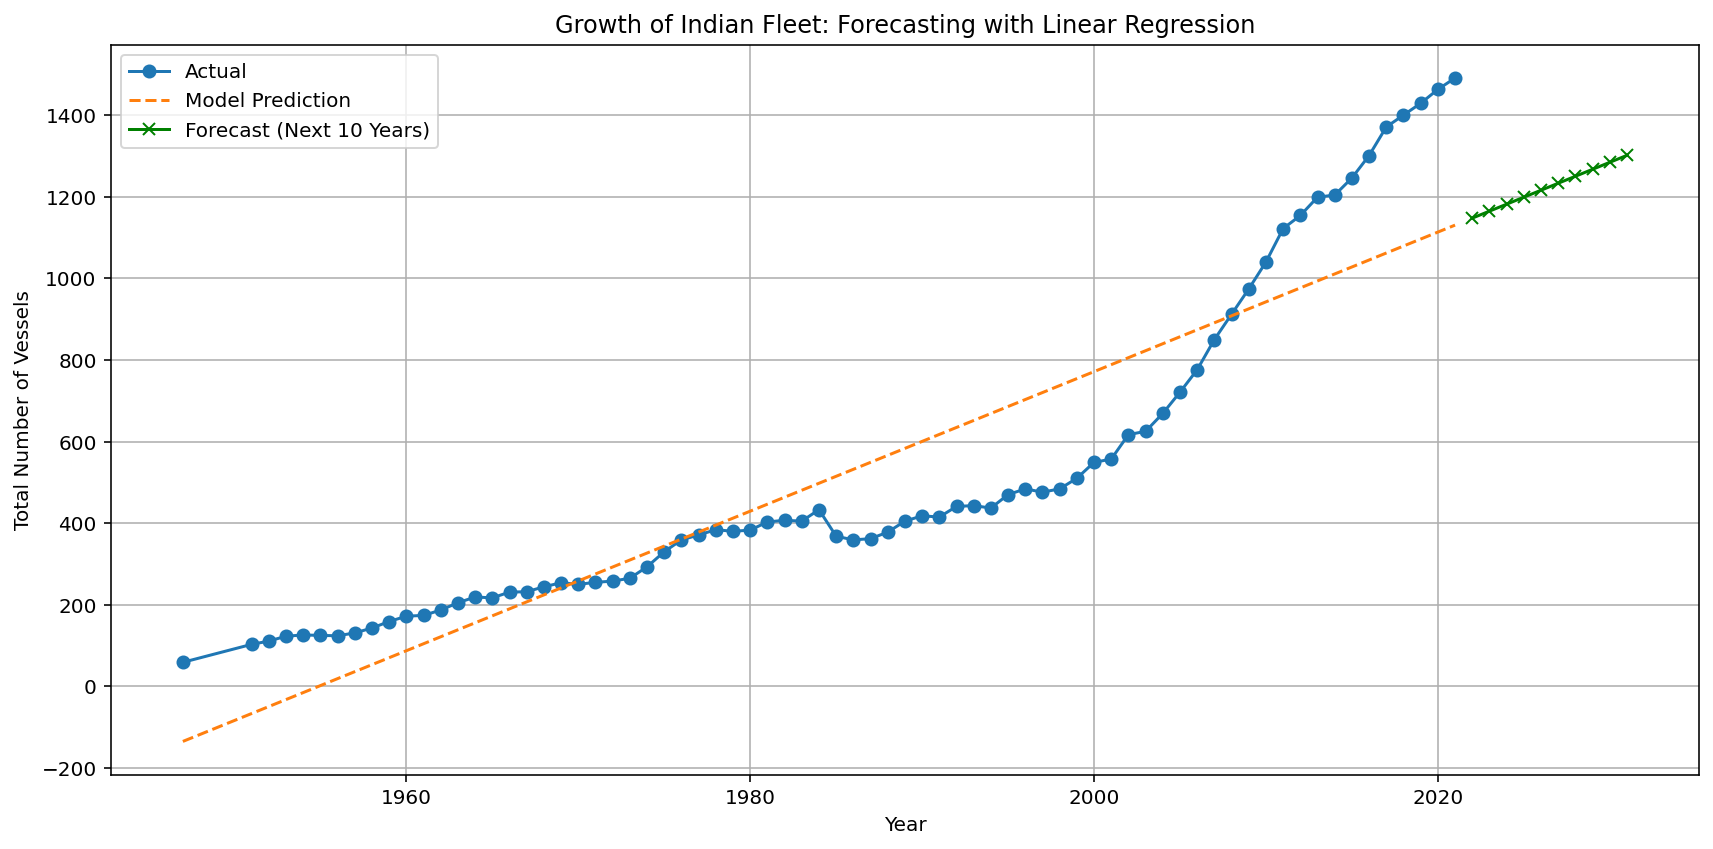 Growth of Indian Fleet: Forecasting with Linear Regression
Actual
Model Prediction
Forecast (Next 10 Years)
Total Number of Vessels
1400
1200
1000
800
600
400
200
0
−200
1960
1980
2000
2020
Year